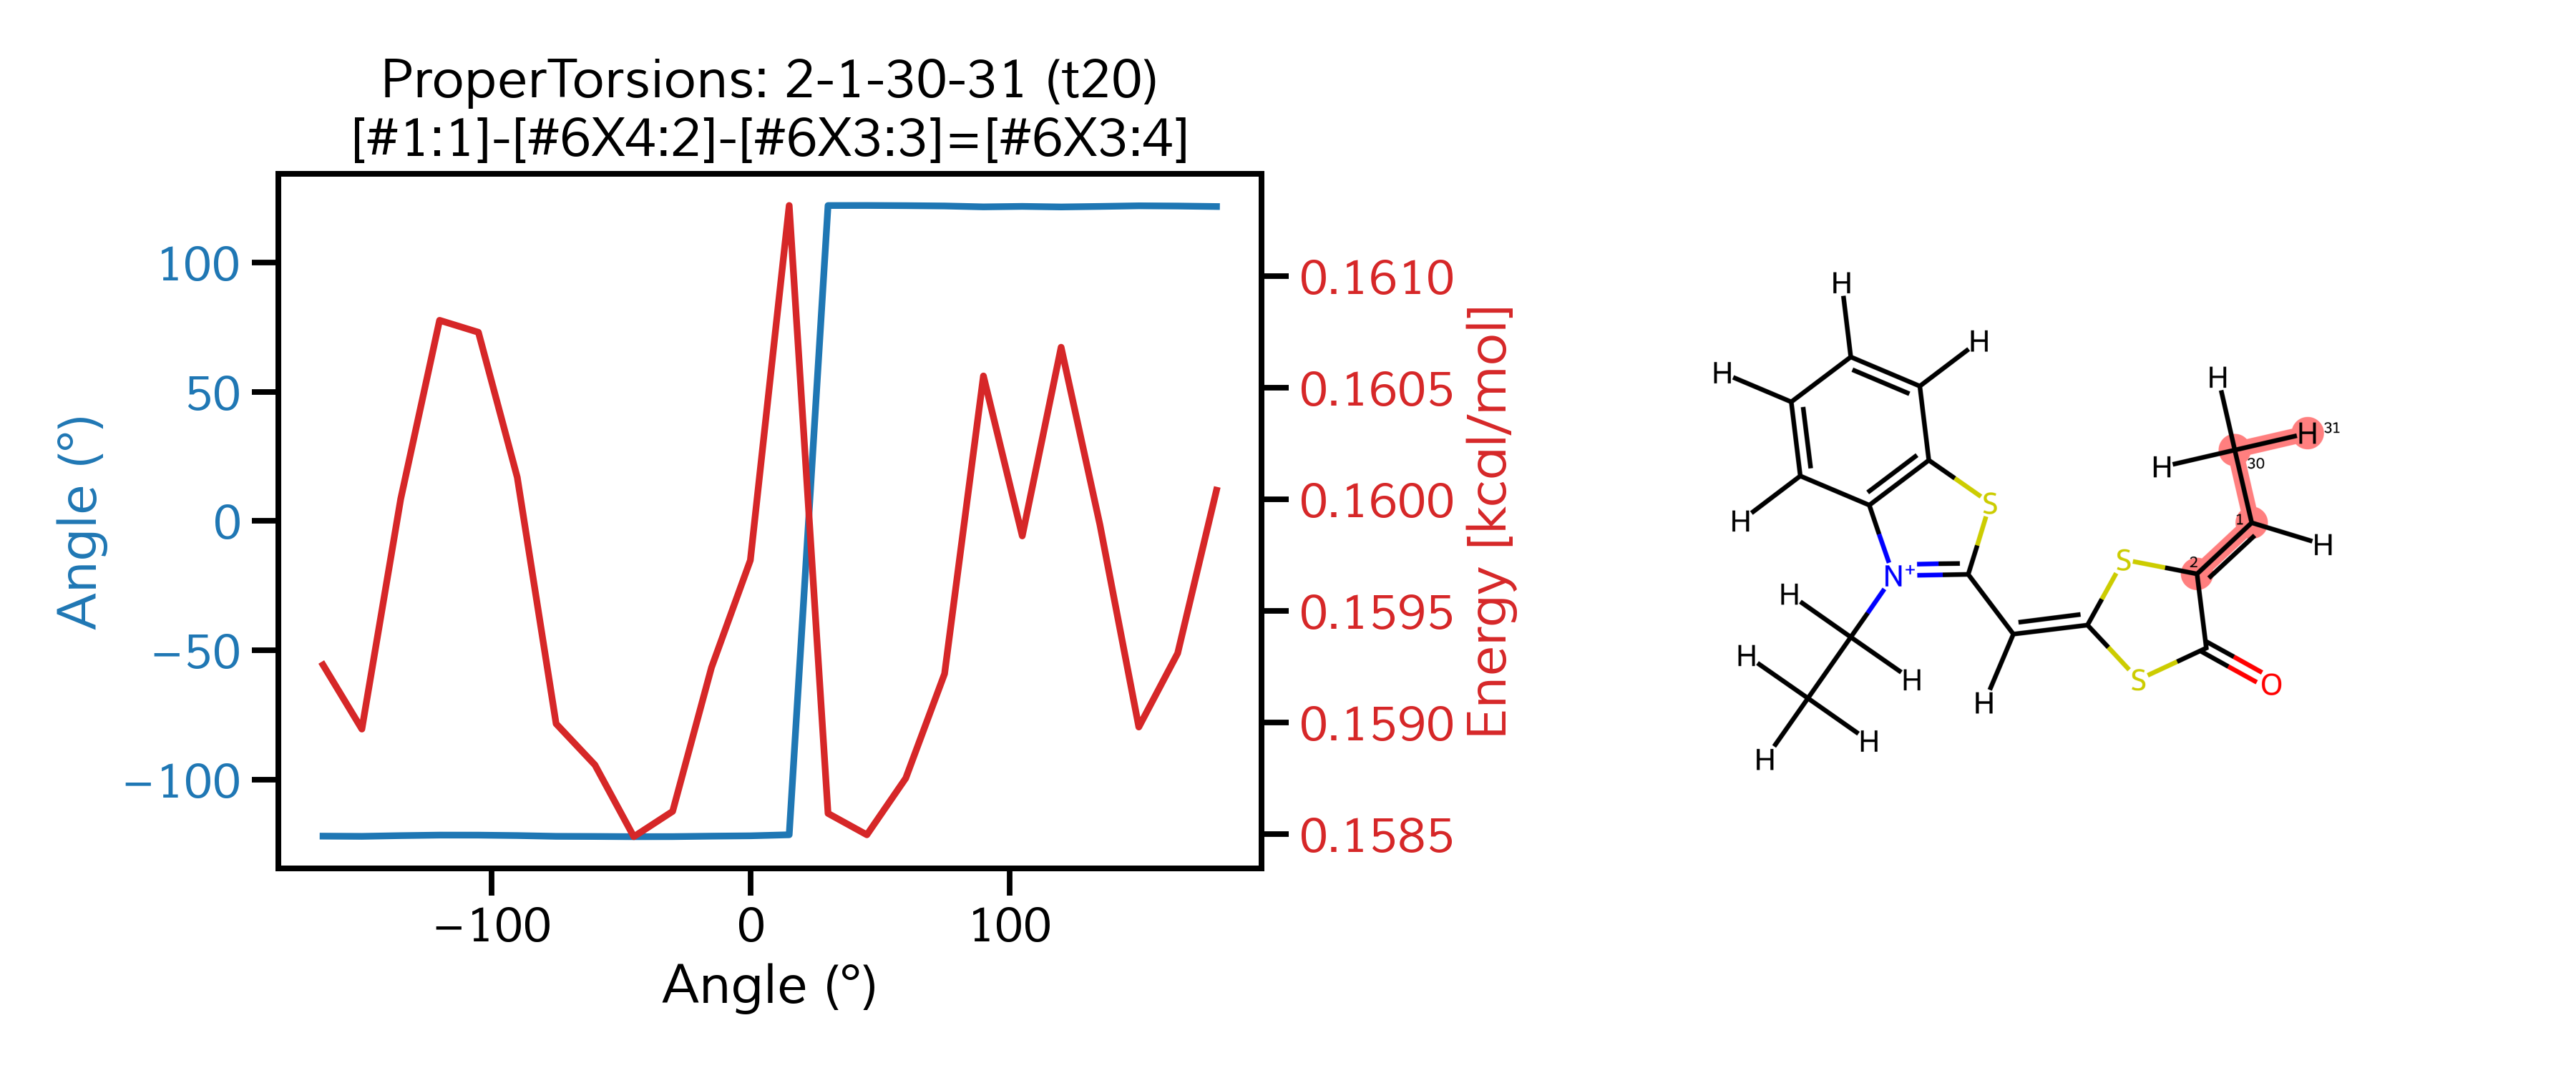 ProperTorsions: 2-1-30-31 (t20)
[#1:1]-[#6X4:2]-[#6X3:3]=[#6X3:4]
100
50
0
−50
−100
Angle (°)
−100
0
100
Angle (°)
0.1610
0.1605
0.1600
0.1595
0.1590
0.1585
Energy [kcal/mol]
H
H
H
H
H
H 31
H
30
S
H
1
H
S
2
N+
H
H
H
S
O
H
H
H